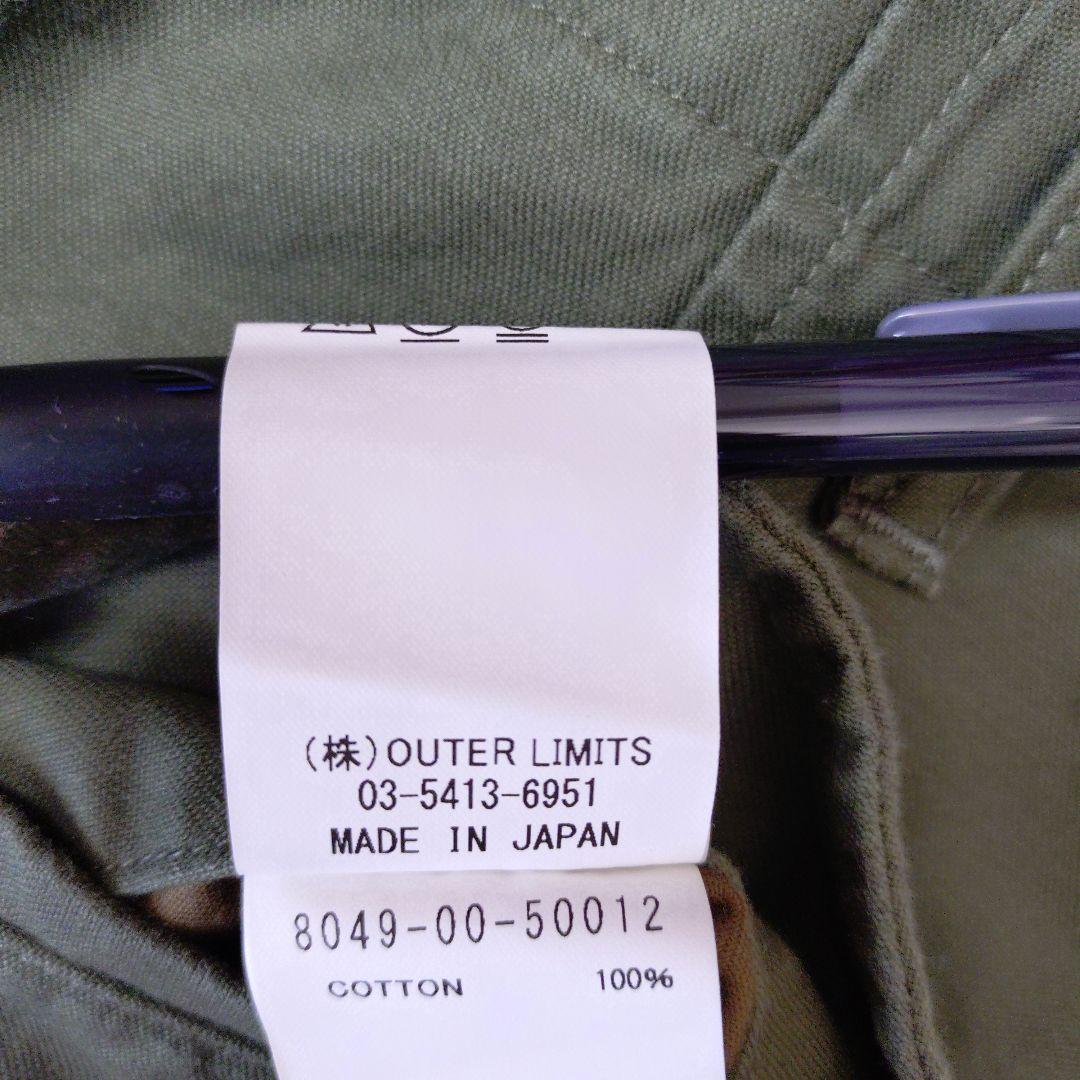 (株)OUTER LIMITS
03-5413-6951
MADE IN JAPAN
8049-00-50012
COTTON 100%